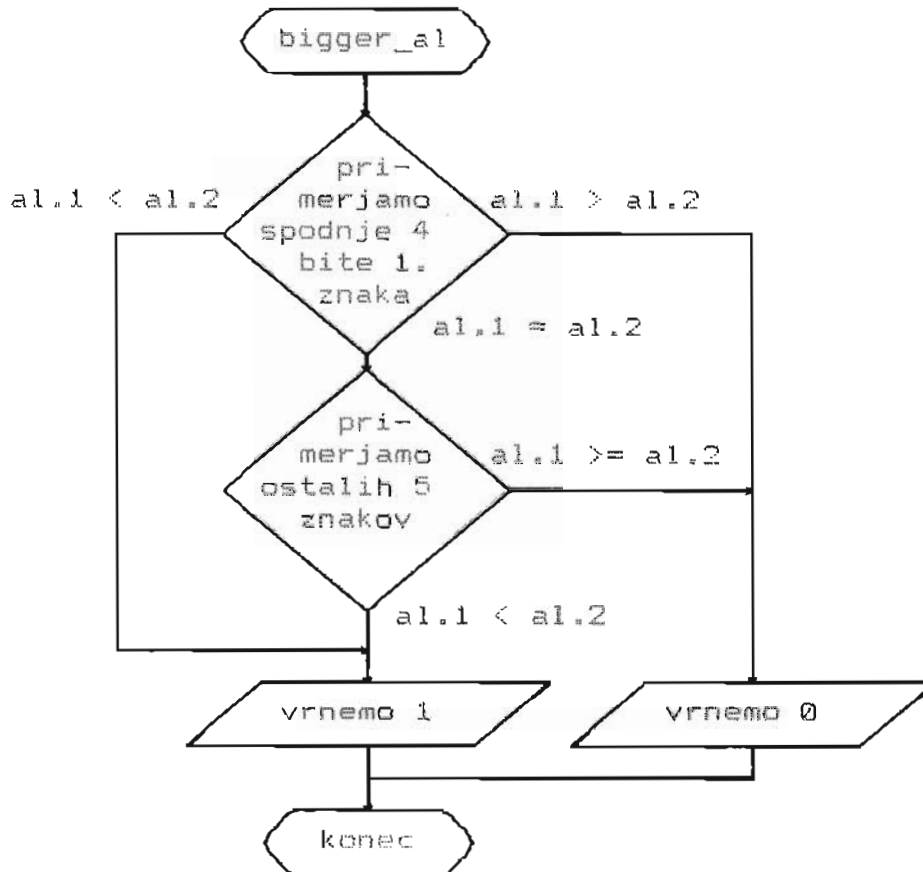 bigger_al
pri-
al.1 < al.2
merjamo
al.1 > al.2
spodnje 4
bite 1.
znaka
al.1 = al.2
pri-
merjamo
al.1 >= al.2
ostalih 5
znakov
al.1 < al.2
vrnemo 1
vrnemo 0
konec